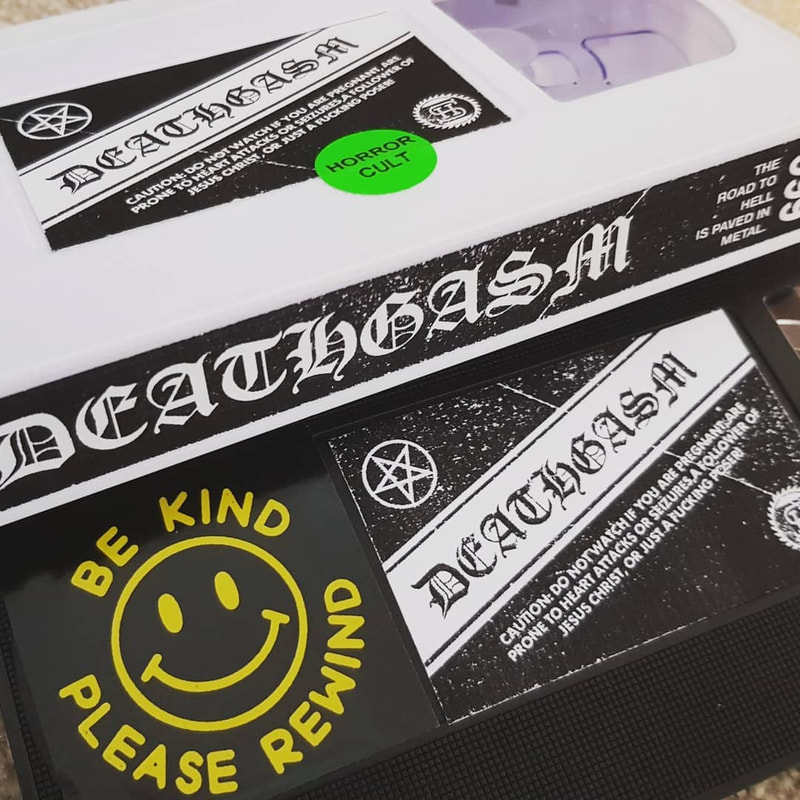 DEATHGASM
CAUTION: DO NOT WATCH IF YOU ARE PREGNANT, ARE
PRONE TO HEART ATTACKS OR SEIZURES, A FOLLOWER OF
JESUS CHRIST, OR JUST A FUCKING POSER!
HORROR
CULT
DEATHGASM
THE
ROAD TO
HELL
IS PAVED IN
METAL.
666
DEATHGASM
CAUTION: DO NOT WATCH IF YOU ARE PREGNANT, ARE
PRONE TO HEART ATTACKS OR SEIZURES, A FOLLOWER OF
JESUS CHRIST, OR JUST A FUCKING POSER!
BE KIND
PLEASE REWIND